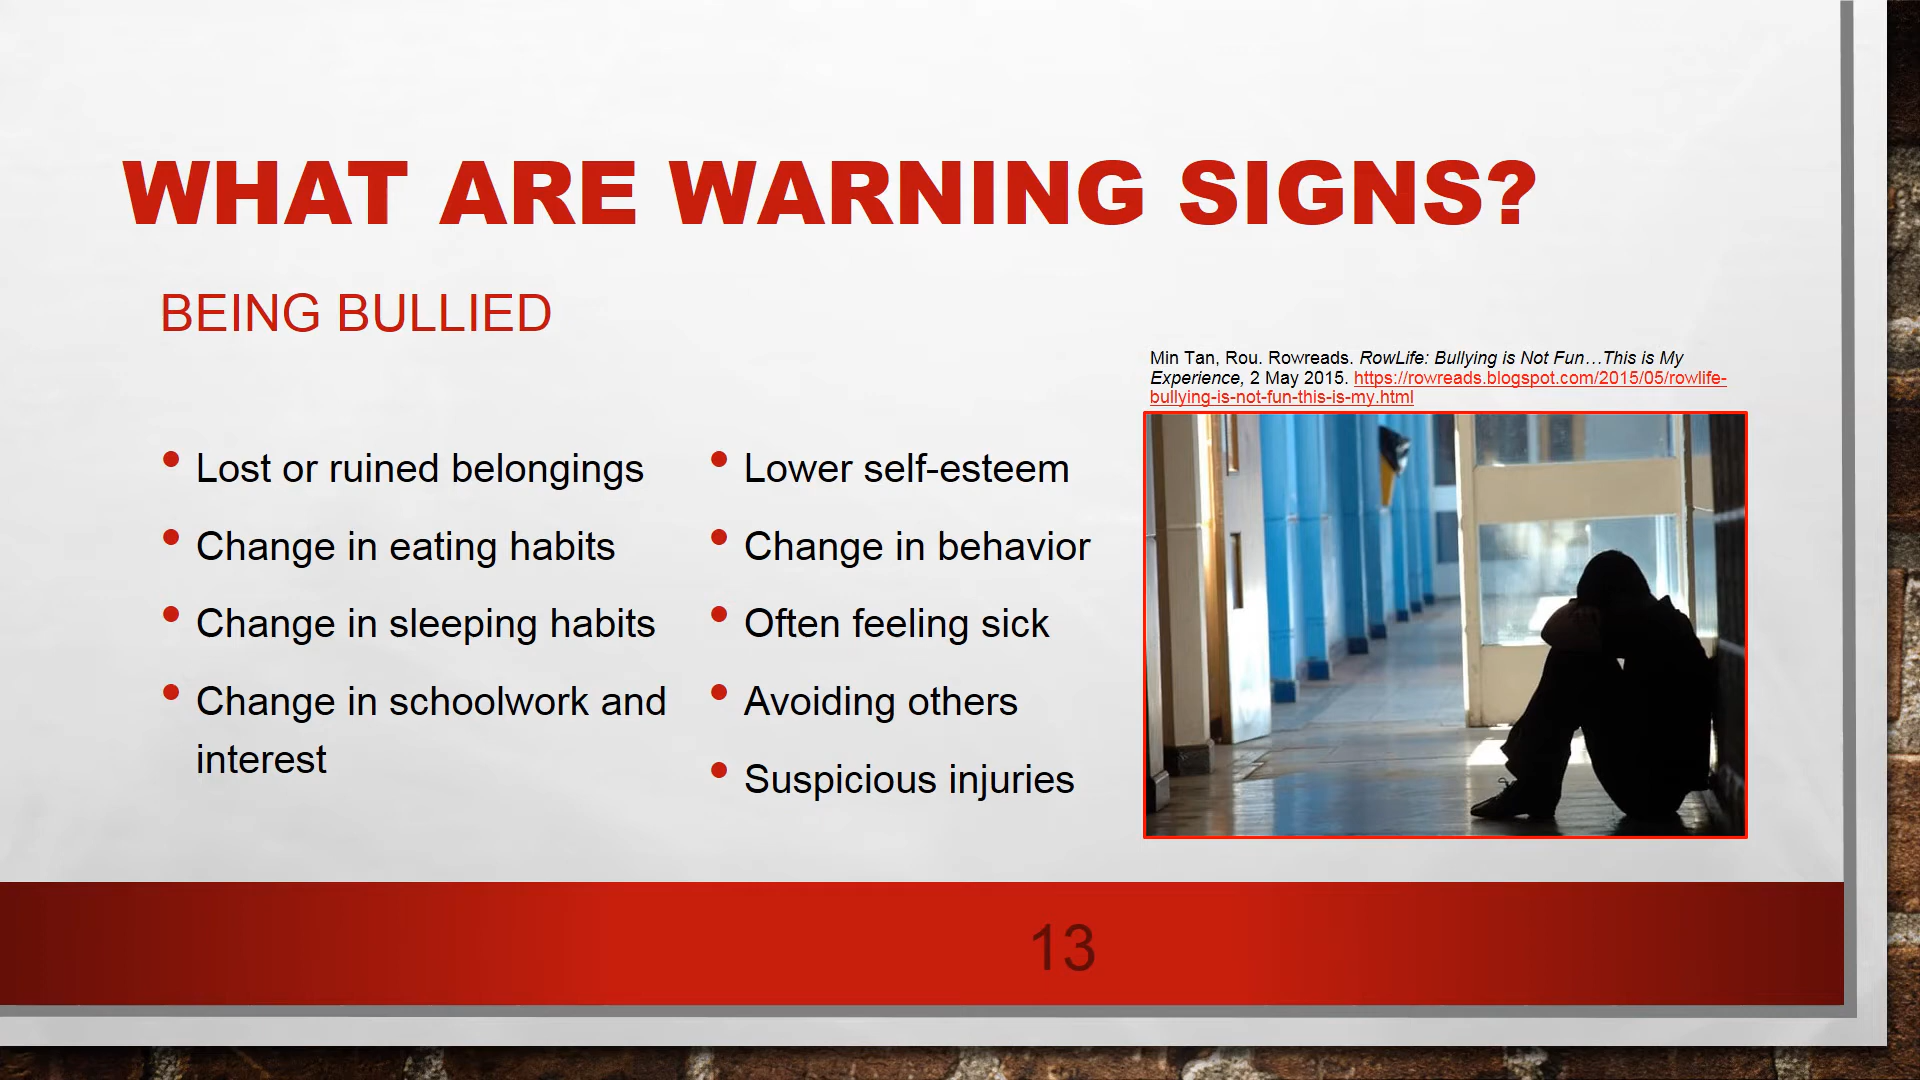 WHAT ARE WARNING SIGNS?
BEING BULLIED
Min Tan, Rou. Rowreads. RowLife: Bullying is Not Fun…This is My
Experience, 2 May 2015. https://rowreads.blogspot.com/2015/05/rowlife-
bullying-is-not-fun-this-is-my.html
• Lost or ruined belongings
• Change in eating habits
• Change in sleeping habits
• Change in schoolwork and
interest
• Lower self-esteem
• Change in behavior
• Often feeling sick
• Avoiding others
• Suspicious injuries
13